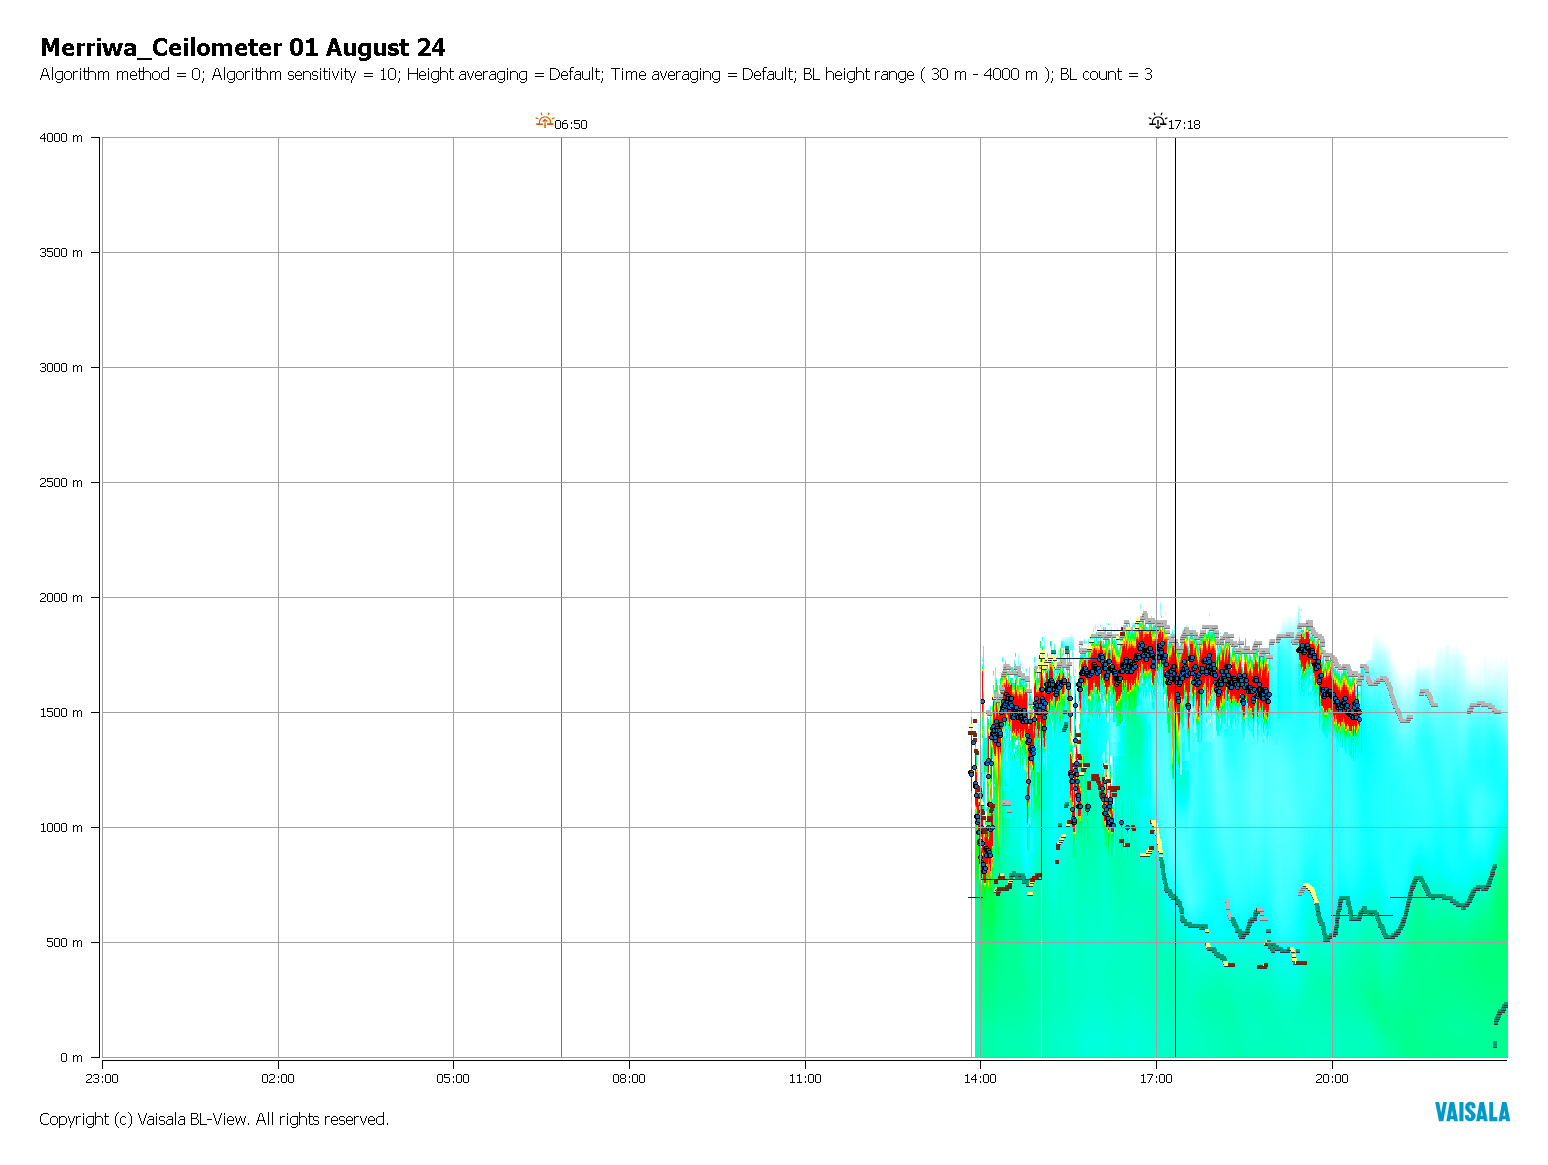 Merriwa_Ceilometer 01 August 24
Algorithm method = 0; Algorithm sensitivity = 10; Height averaging = Default; Time averaging = Default; BL height range ( 30 m - 4000 m ); BL count = 3
06:50
17:18
4000 m
3500 m
3000 m
2500 m
2000 m
1500 m
1000 m
500 m
0 m
23:00
02:00
05:00
08:00
11:00
14:00
17:00
20:00
Copyright (c) Vaisala BL-View. All rights reserved.
VAISALA